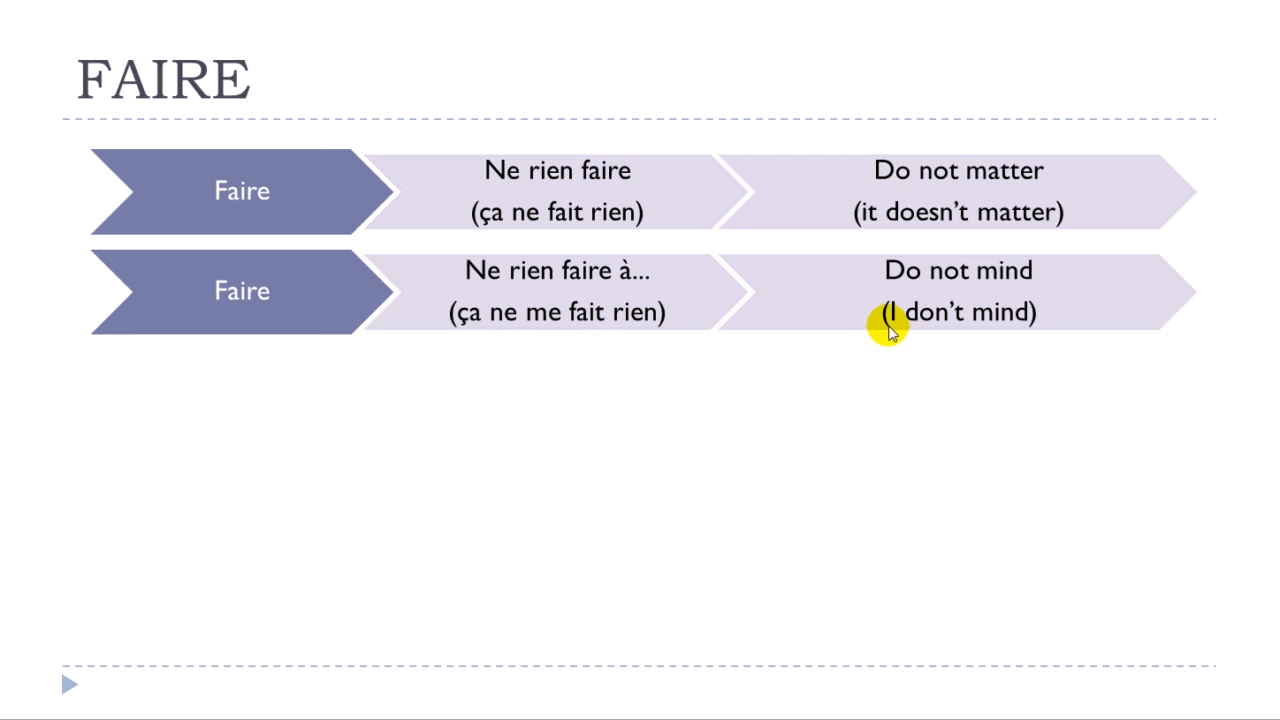 FAIRE
Faire
Ne rien faire
(ça ne fait rien)
Do not matter
(it doesn’t matter)
Faire
Ne rien faire à...
(ça ne me fait rien)
Do not mind
(I don’t mind)